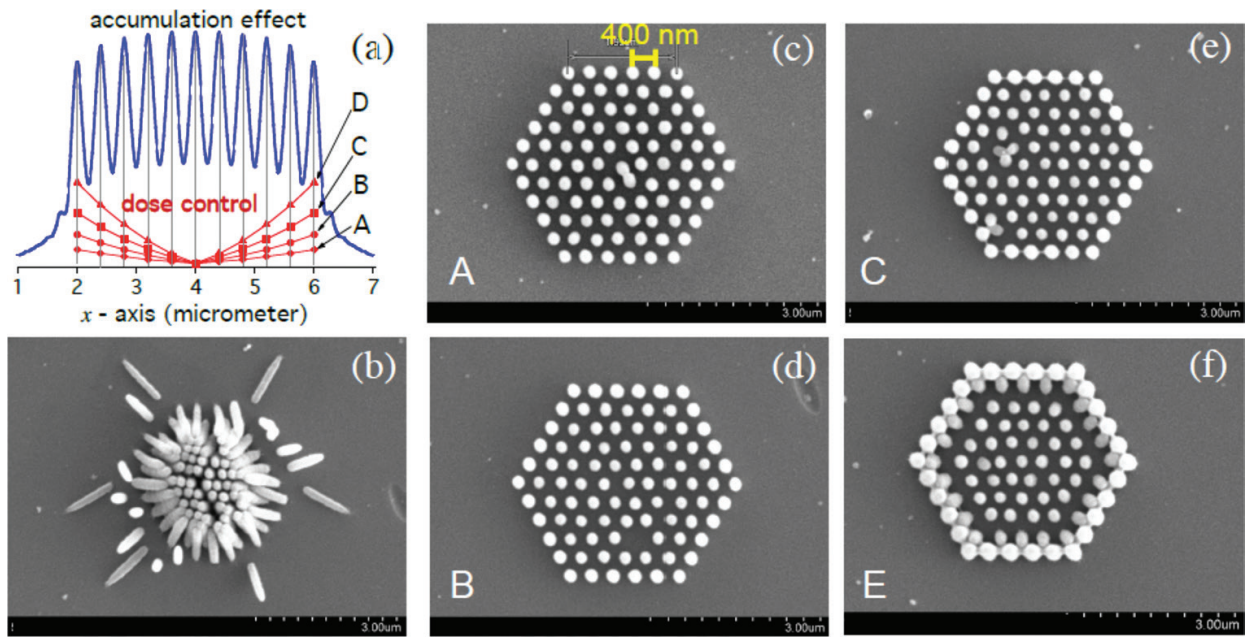 accumulation effect
(a)
D
C
B
A
dose control
1 2 3 4 5 6 7
x - axis (micrometer)
(b)
3.00um
400 nm
(c)
A
3.00um
(d)
B
3.00um
(e)
C
3.00um
(f)
E
3.00um